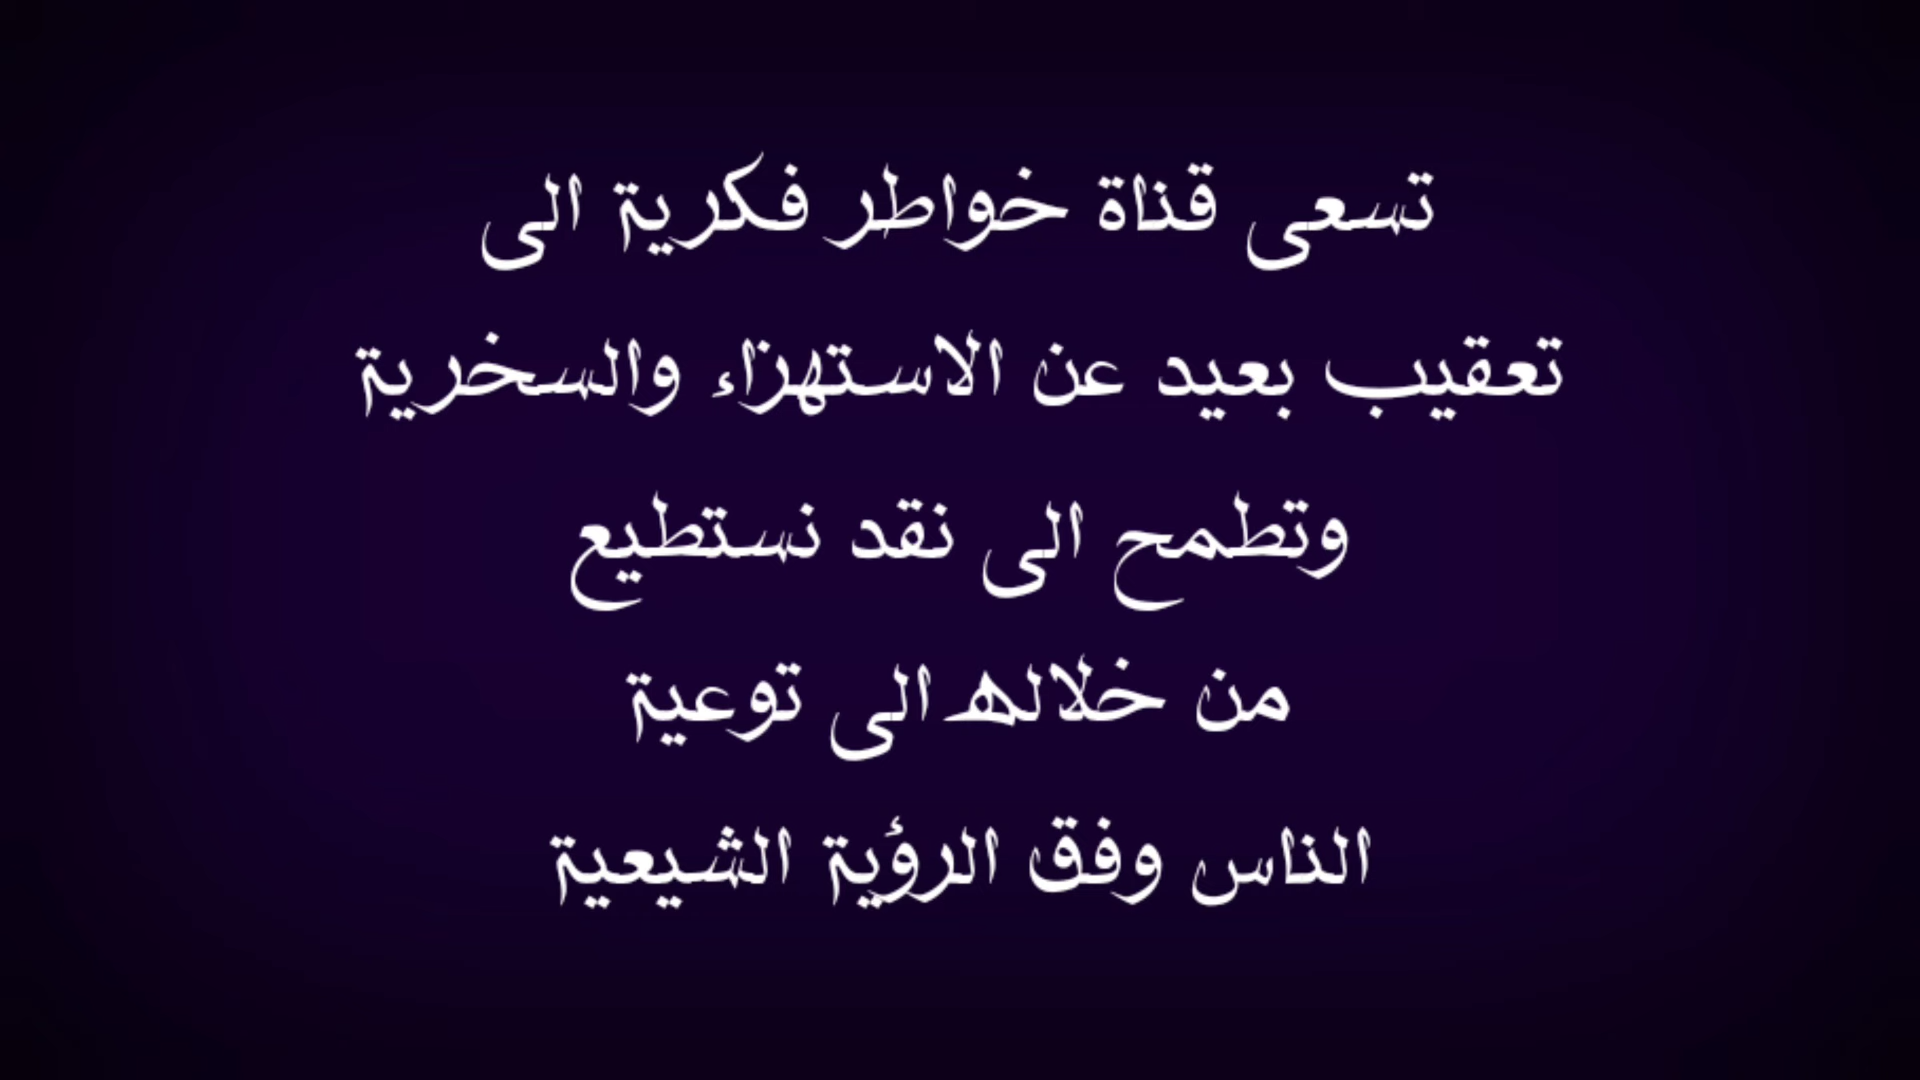 تسعى قناة خواطر فكرية الى
تعقيب بعيد عن الاستهزاء والسخرية
وتطمح الى نقد نستطيع
من خلاله الى توعية
الناس وفق الرؤية الشيعية